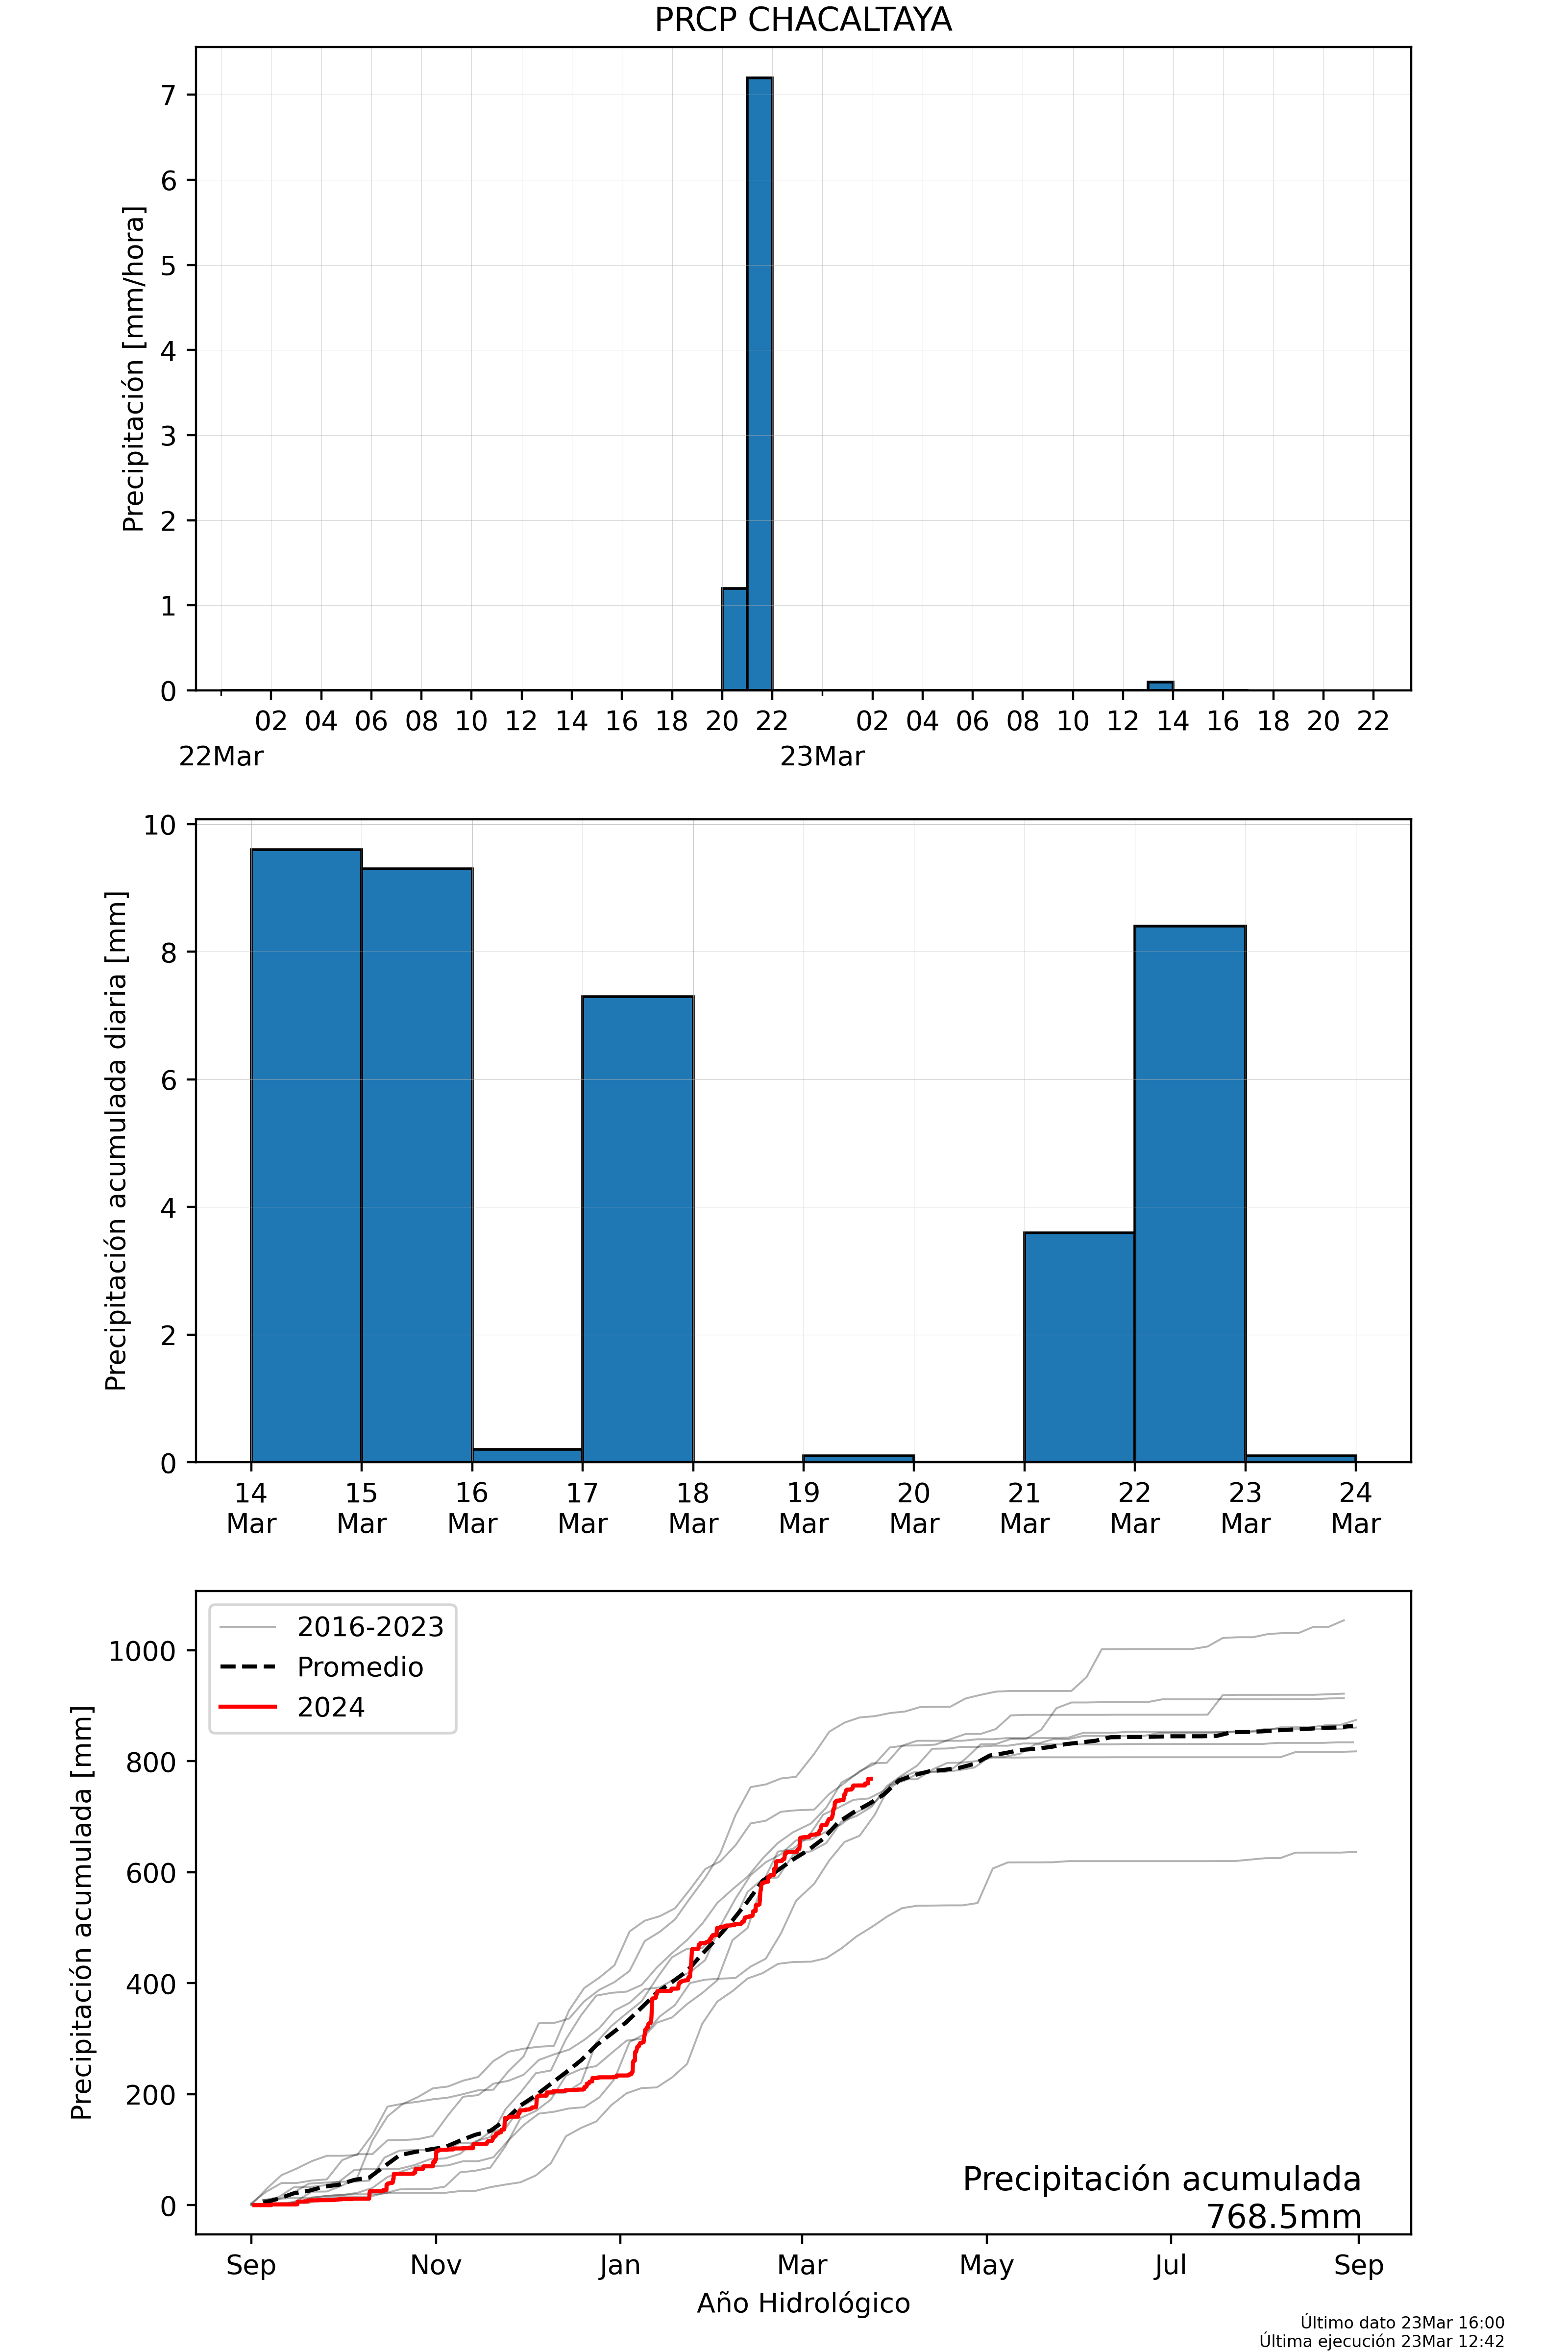 PRCP CHACALTAYA
Precipitación [mm/hora]
7
6
5
4
3
2
1
0
02 04 06 08 10 12 14 16 18 20 22 02 04 06 08 10 12 14 16 18 20 22
22Mar 23Mar
Precipitación acumulada diaria [mm]
10
8
6
4
2
0
14 15 16 17 18 19 20 21 22 23 24
Mar Mar Mar Mar Mar Mar Mar Mar Mar Mar Mar
Precipitación acumulada [mm]
1000
800
600
400
200
0
2016-2023
Promedio
2024
Precipitación acumulada
768.5mm
Sep Nov Jan Mar May Jul Sep
Año Hidrológico
Último dato 23Mar 16:00
Última ejecución 23Mar 12:42